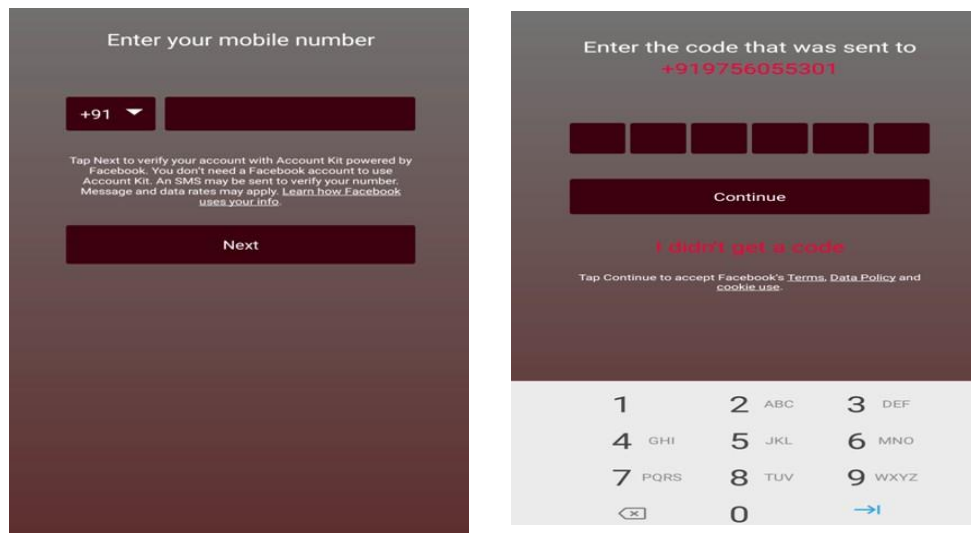 Enter your mobile number
+91
Tap Next to verify your account with Account Kit powered by
Facebook. You don't need a Facebook account to use
Account Kit. An SMS may be sent to verify your number.
Message and data rates may apply. Learn how Facebook
uses your info.
Next
Enter the code that was sent to
+919756055301
Continue
I didn't get a code
Tap Continue to accept Facebook's Terms, Data Policy and
cookie use.
1 2 ABC 3 DEF
4 GHI 5 JKL 6 MNO
7 PQRS 8 TUV 9 WXYZ
0